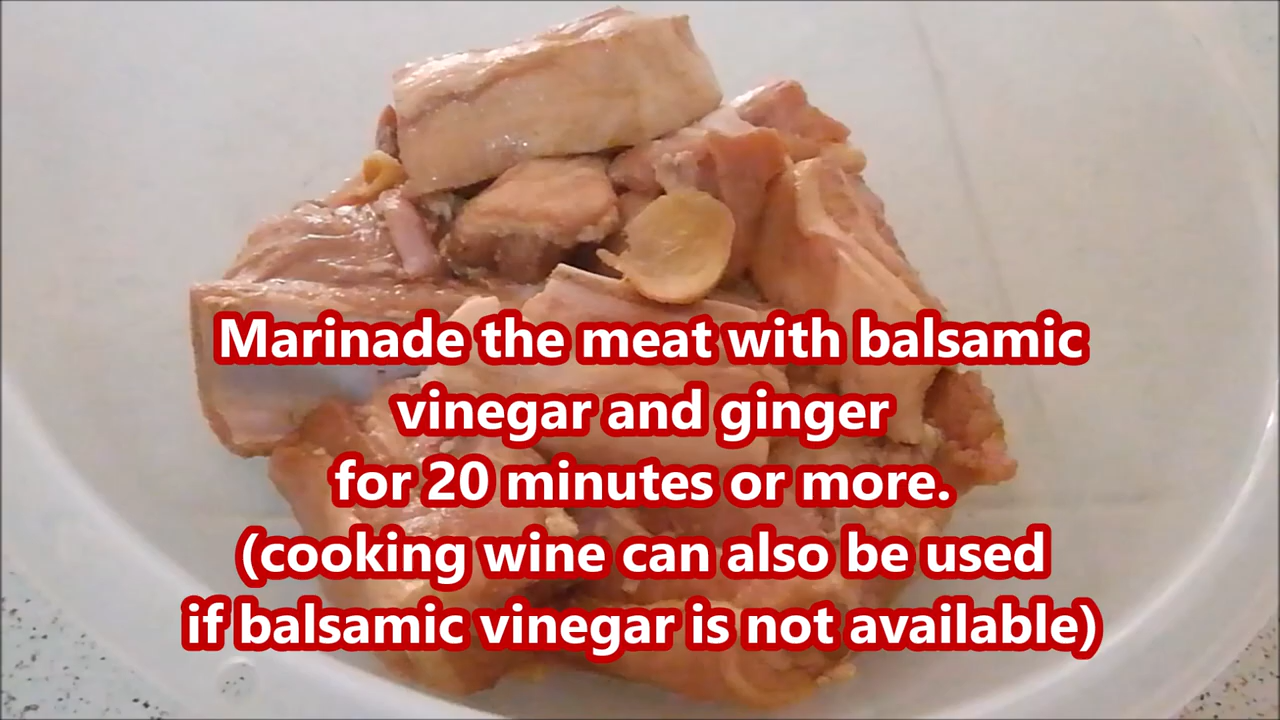 Marinade the meat with balsamic
vinegar and ginger
for 20 minutes or more.
(cooking wine can also be used
if balsamic vinegar is not available)